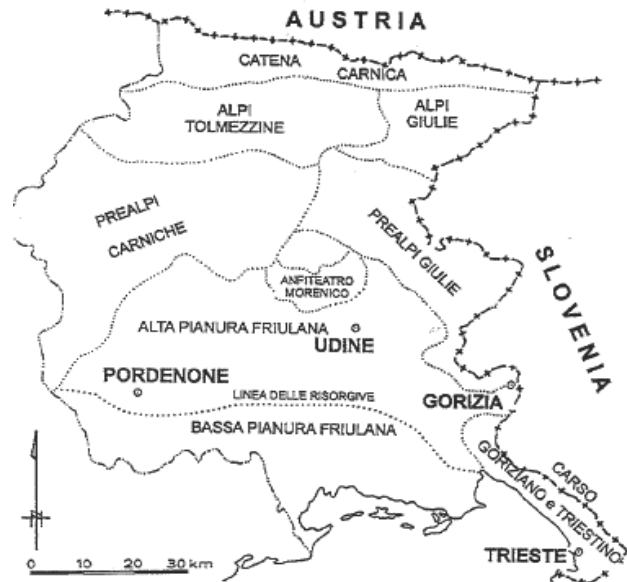 AUSTRIA
CATENA
CARNICA
ALPI
TOLMEZZINE
ALPI
GIULIE
PREALPI
CARNICHE
PREALPI GIULIE
SLOVENIA
ANFITEATRO
MORENICO
ALTA PIANURA FRIULANA
UDINE
PORDENONE
LINEA DELLE RISORGIVE
GORIZIA
BASSA PIANURA FRIULANA
CARSO
GORIZIANO e TRIESTINO
TRIESTE
N
0 10 20 30 km